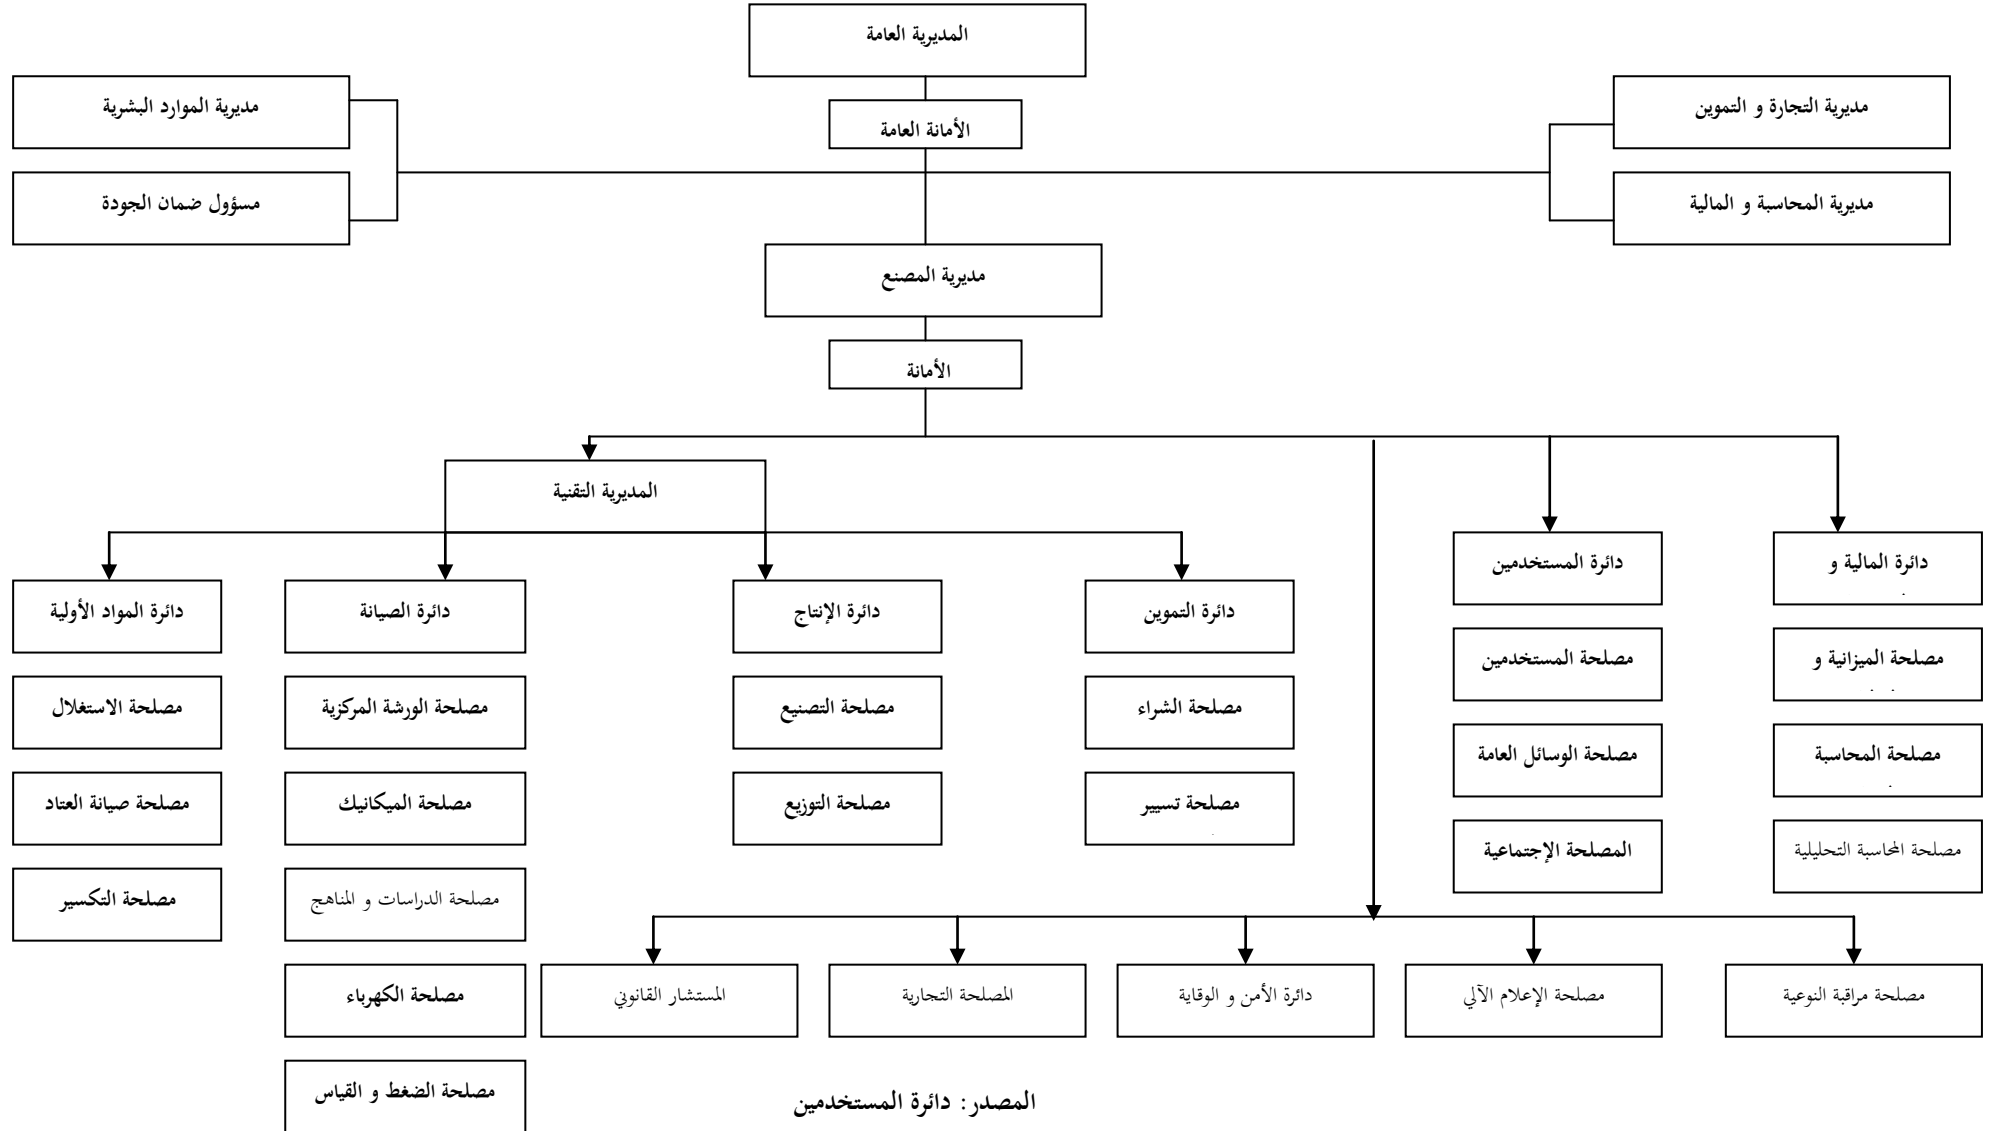 المديرية العامة
الأمانة العامة
مديرية التجارة و التموين
مديرية الموارد البشرية
مديرية المحاسبة و المالية
مسؤول ضمان الجودة
مديرية المصنع
الأمانة
المديرية التقنية
دائرة المالية و
مصلحة الميزانية و
مصلحة المحاسبة
مصلحة المحاسبة التحليلية
دائرة المستخدمين
مصلحة المستخدمين
مصلحة الوسائل العامة
المصلحة الإجتماعية
دائرة التموين
مصلحة الشراء
مصلحة تسيير
دائرة الإنتاج
مصلحة التصنيع
مصلحة التوزيع
دائرة الصيانة
مصلحة الورشة المركزية
مصلحة الميكانيك
مصلحة الدراسات و المناهج
مصلحة الكهرباء
مصلحة الضغط و القياس
دائرة المواد الأولية
مصلحة الاستغلال
مصلحة صيانة العتاد
مصلحة التكسير
مصلحة مراقبة النوعية
مصلحة الإعلام الآلي
دائرة الأمن و الوقاية
المصلحة التجارية
المستشار القانوني
المصدر: دائرة المستخدمين